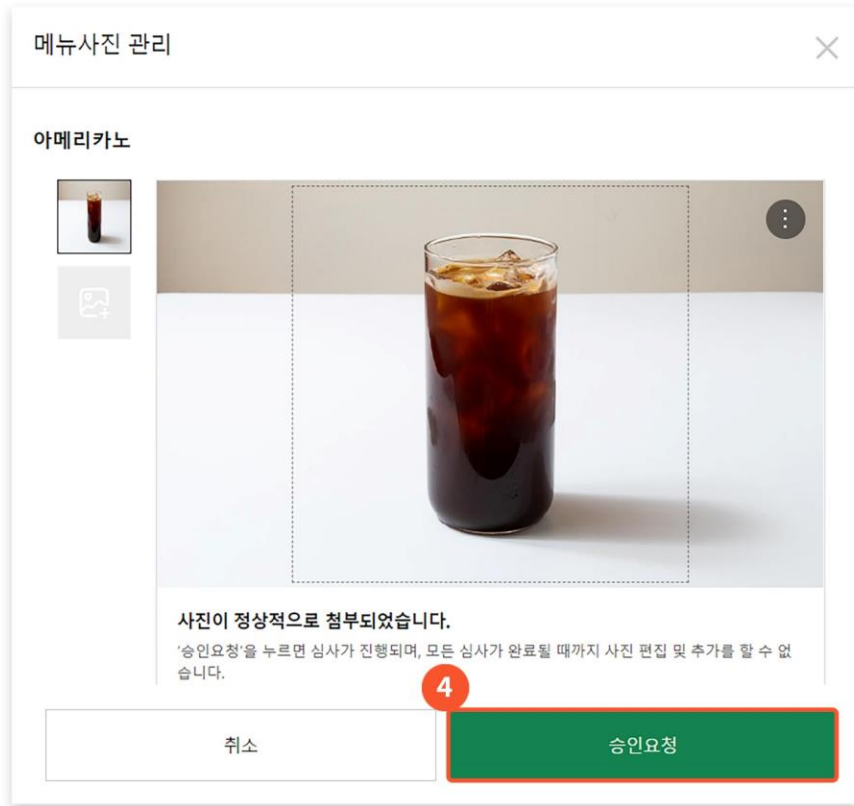 메뉴사진 관리
아메리카노
사진이 정상적으로 첨부되었습니다.
'승인요청'을 누르면 심사가 진행되며, 모든 심사가 완료될 때까지 사진 편집 및 추가를 할 수 없
습니다.
4
취소
승인요청